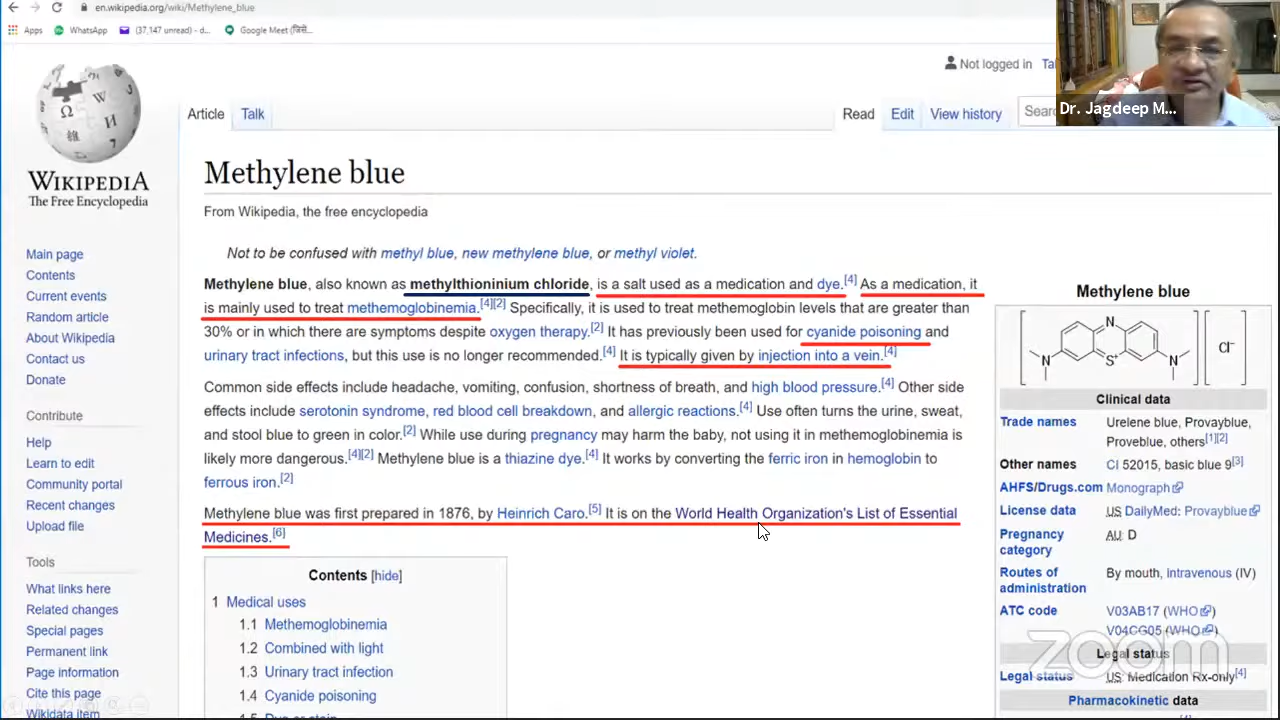 en.wikipedia.org/wiki/Methylene_blue
Apps WhatsApp (37,147 unread) - d... Google Meet
Not logged in
Dr. Jagdeep M...
Article Talk Read Edit View history Sear
WIKIPEDIA
The Free Encyclopedia
Main page
Contents
Current events
Random article
About Wikipedia
Contact us
Donate
Contribute
Help
Learn to edit
Community portal
Recent changes
Upload file
Tools
What links here
Related changes
Special pages
Permanent link
Page information
Cite this page
Wikidata item
Methylene blue
From Wikipedia, the free encyclopedia
Not to be confused with methyl blue, new methylene blue, or methyl violet.
Methylene blue, also known as methylthioninium chloride, is a salt used as a medication and dye.[4] As a medication, it
is mainly used to treat methemoglobinemia.[4][2] Specifically, it is used to treat methemoglobin levels that are greater than
30% or in which there are symptoms despite oxygen therapy.[2] It has previously been used for cyanide poisoning and
urinary tract infections, but this use is no longer recommended.[4] It is typically given by injection into a vein.[4]
Common side effects include headache, vomiting, confusion, shortness of breath, and high blood pressure.[4] Other side
effects include serotonin syndrome, red blood cell breakdown, and allergic reactions.[4] Use often turns the urine, sweat,
and stool blue to green in color.[2] While use during pregnancy may harm the baby, not using it in methemoglobinemia is
likely more dangerous.[4][2] Methylene blue is a thiazine dye.[4] It works by converting the ferric iron in hemoglobin to
ferrous iron.[2]
Methylene blue was first prepared in 1876, by Heinrich Caro.[5] It is on the World Health Organization's List of Essential
Medicines.[6]
Contents [hide]
1 Medical uses
1.1 Methemoglobinemia
1.2 Combined with light
1.3 Urinary tract infection
1.4 Cyanide poisoning
1.5 Dye or stain
Methylene blue
N
N S+ N
Cl−
Clinical data
Trade names Urelene blue, Provayblue,
Proveblue, others[1][2]
Other names CI 52015, basic blue 9[3]
AHFS/Drugs.com Monograph
License data US DailyMed: Provayblue
Pregnancy
category AU: D
Routes of
administration By mouth, intravenous (IV)
ATC code V03AB17 (WHO)
V04CG05 (WHO)
Legal status
Legal status US: Medication Rx-only[4]
Pharmacokinetic data
zoom